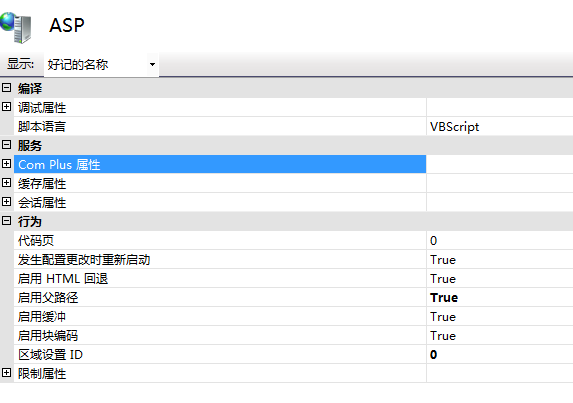 ASP
显示: 好记的名称
编译
调试属性
脚本语言 VBScript
服务
Com Plus 属性
缓存属性
会话属性
行为
代码页 0
发生配置更改时重新启动 True
启用 HTML 回退 True
启用父路径 True
启用缓冲 True
启用块编码 True
区域设置 ID 0
限制属性